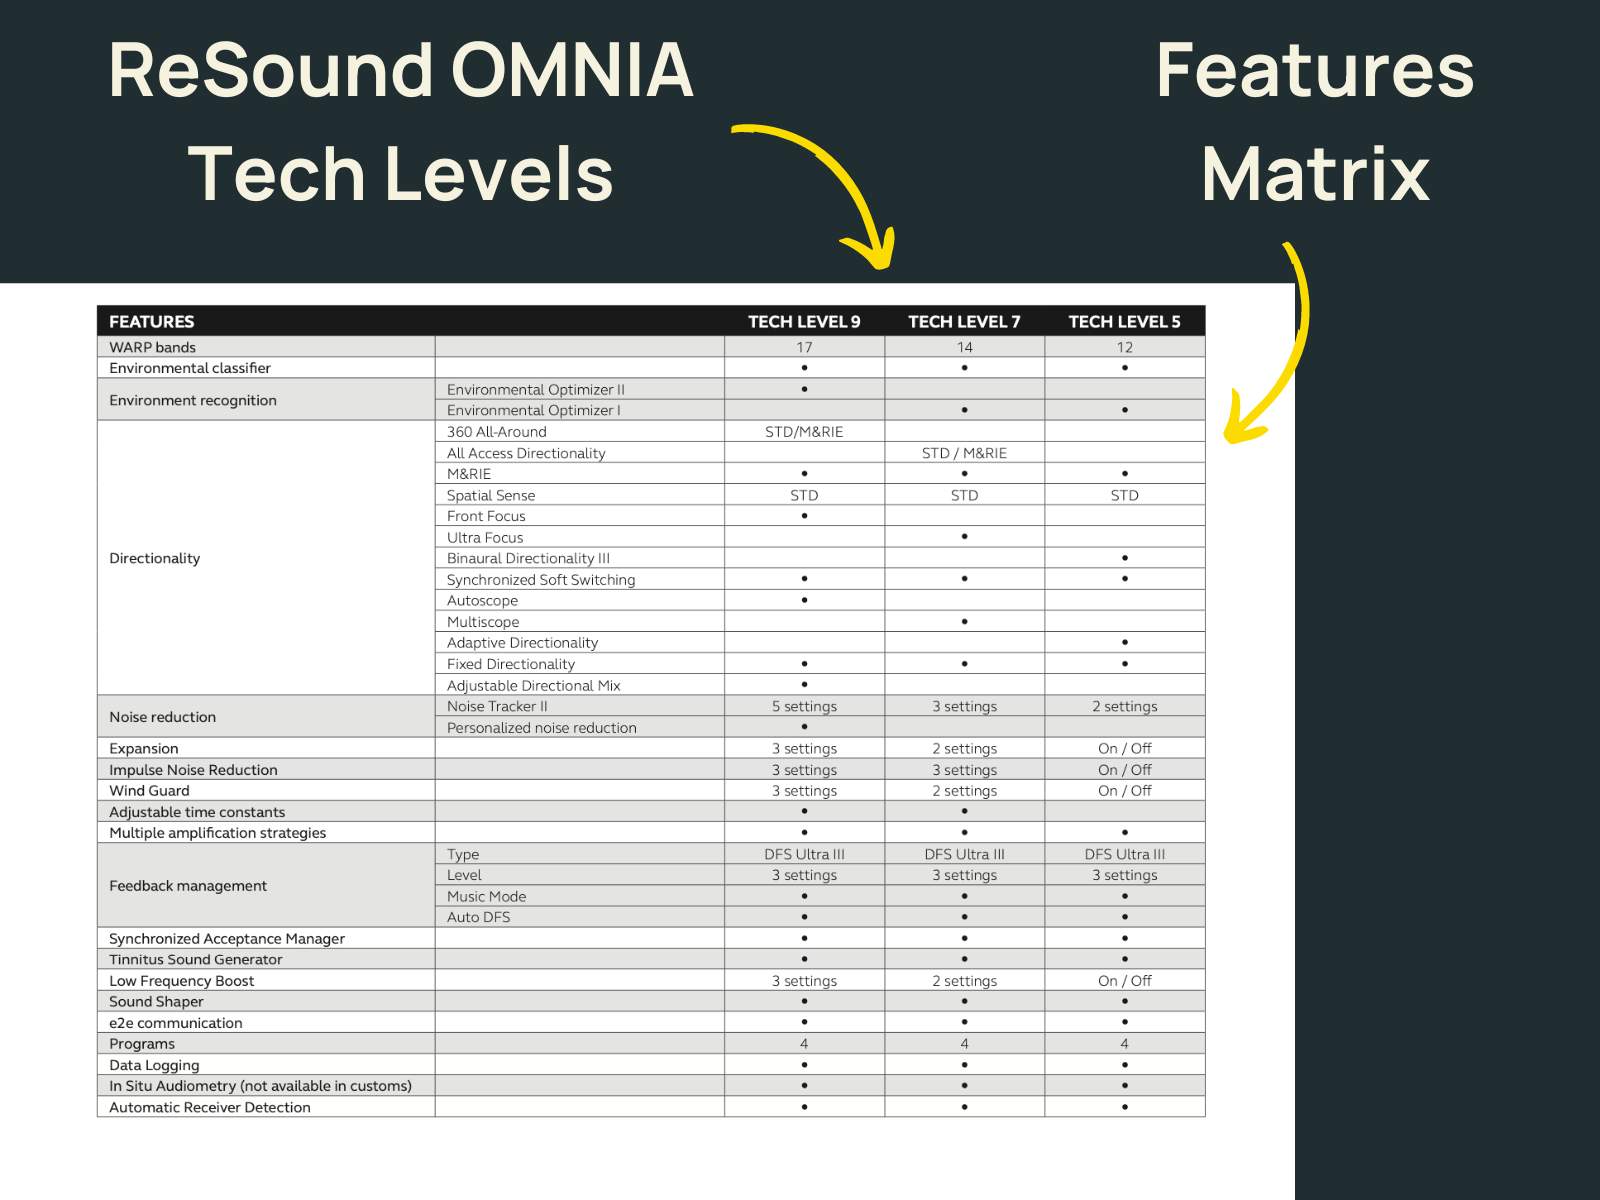 ReSound OMNIA
Tech Levels
Features
Matrix
FEATURES TECH LEVEL 9 TECH LEVEL 7 TECH LEVEL 5
WARP bands 17 14 12
Environmental classifier • • •
Environment recognition
Environmental Optimizer II •
Environmental Optimizer I • •
Directionality
360 All-Around STD/M&RIE
All Access Directionality STD / M&RIE
M&RIE • • •
Spatial Sense STD STD STD
Front Focus •
Ultra Focus •
Binaural Directionality III •
Synchronized Soft Switching • • •
Autoscope •
Multiscope •
Adaptive Directionality •
Fixed Directionality • • •
Adjustable Directional Mix •
Noise reduction
Noise Tracker II 5 settings 3 settings 2 settings
Personalized noise reduction •
Expansion 3 settings 2 settings On / Off
Impulse Noise Reduction 3 settings 3 settings On / Off
Wind Guard 3 settings 2 settings On / Off
Adjustable time constants • •
Multiple amplification strategies • • •
Feedback management
Type DFS Ultra III DFS Ultra III DFS Ultra III
Level 3 settings 3 settings 3 settings
Music Mode • • •
Auto DFS • • •
Synchronized Acceptance Manager • • •
Tinnitus Sound Generator • • •
Low Frequency Boost 3 settings 2 settings On / Off
Sound Shaper • • •
e2e communication • • •
Programs 4 4 4
Data Logging • • •
In Situ Audiometry (not available in customs) • • •
Automatic Receiver Detection • • •